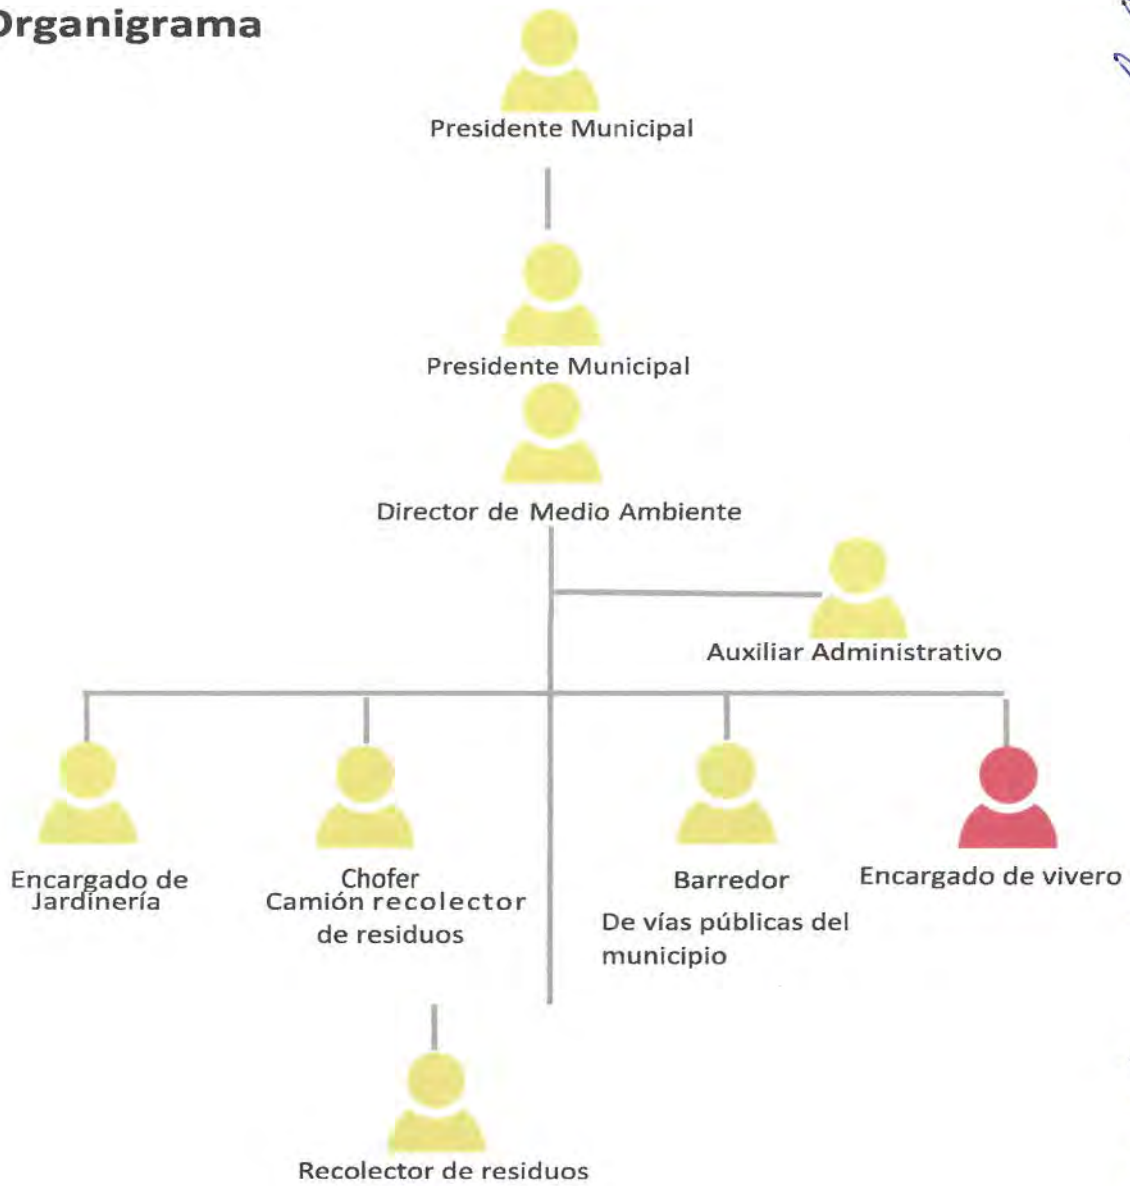 Organigrama
Presidente Municipal
Presidente Municipal
Director de Medio Ambiente
Auxiliar Administrativo
Encargado de
Jardinería
Chofer
Camión recolector
de residuos
Barredor
De vías públicas del
municipio
Encargado de vivero
Recolector de residuos